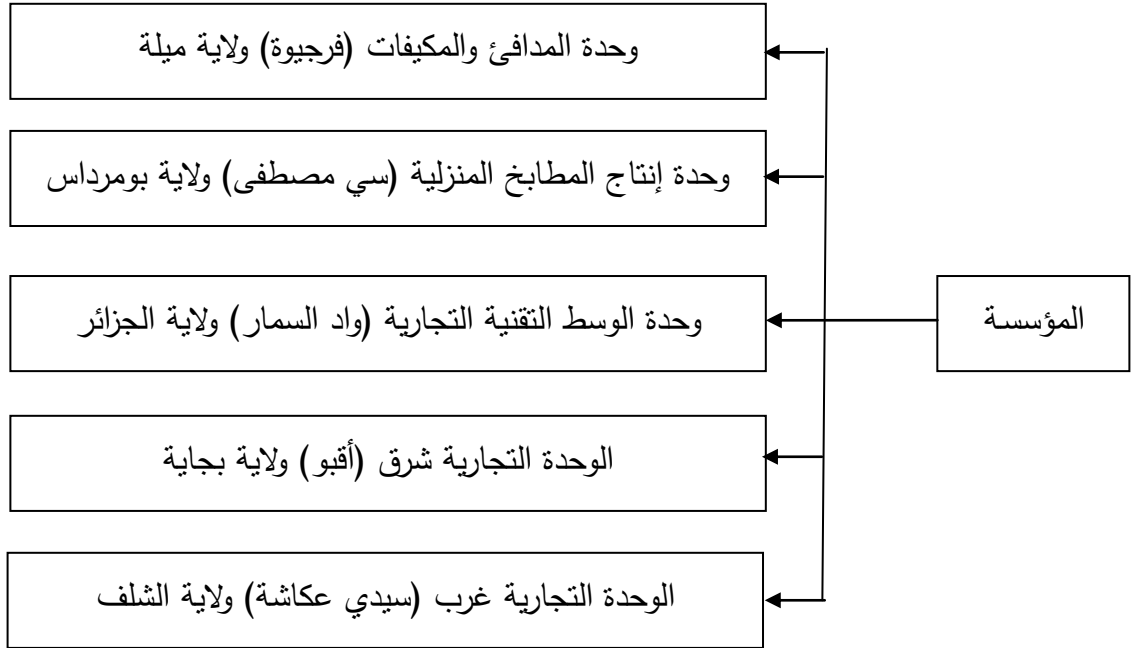 وحدة المدافئ والمكيفات (فرجيوة) ولاية ميلة
وحدة إنتاج المطابخ المنزلية (سي مصطفى) ولاية بومرداس
المؤسسة
وحدة الوسط التقنية التجارية (واد السمار) ولاية الجزائر
الوحدة التجارية شرق (أقبو) ولاية بجاية
الوحدة التجارية غرب (سيدي عكاشة) ولاية الشلف